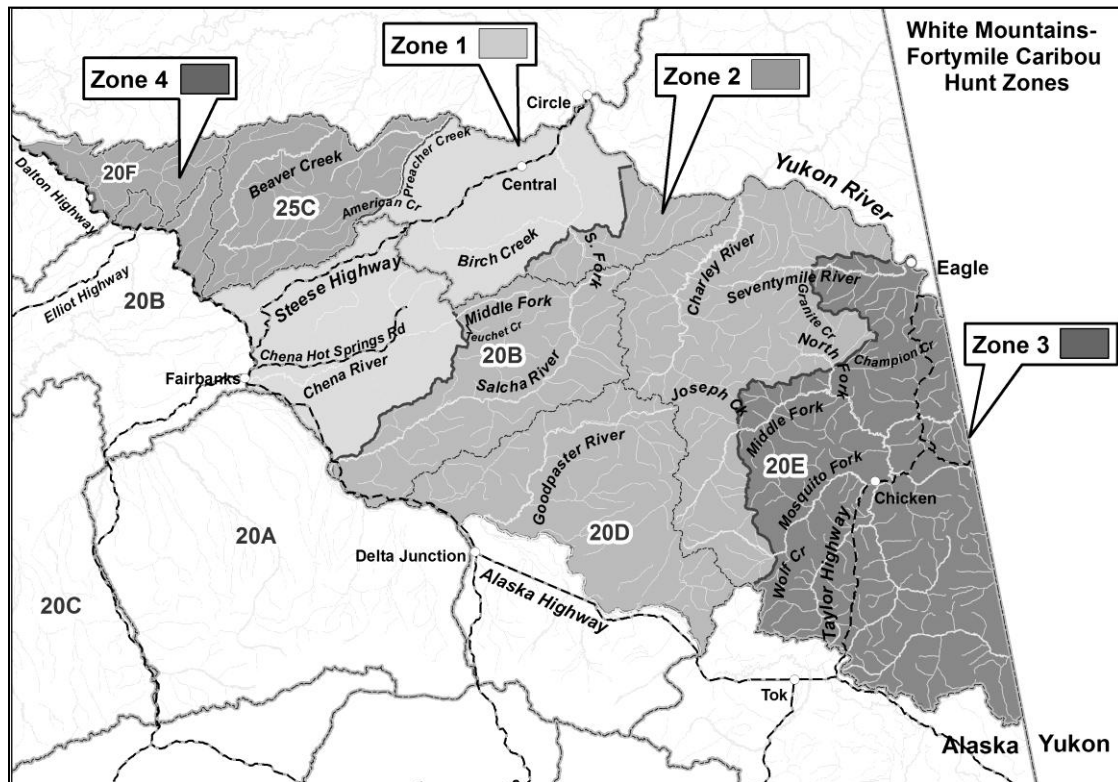 White Mountains-
Fortymile Caribou
Hunt Zones
Zone 1
Zone 4
Zone 2
Circle
Preacher Creek
Dalton Highway
20F
Beaver Creek
Central
Yukon River
25C
American Cr
Birch Creek
S. Fork
Charley River
Eagle
Elliot Highway
20B
Steese Highway
Seventymile River
Granite Cr
Middle Fork
Teuchet Cr
Zone 3
Chena Hot Springs Rd
20B
North Fork
Champion Cr
Fairbanks
Chena River
Salcha River
Joseph Ck
Middle Fork
Goodpaster River
20E
Mosquito Fork
Chicken
20A
20D
Delta Junction
Wolf Cr
Taylor Highway
20C
Alaska Highway
Tok
Alaska
Yukon